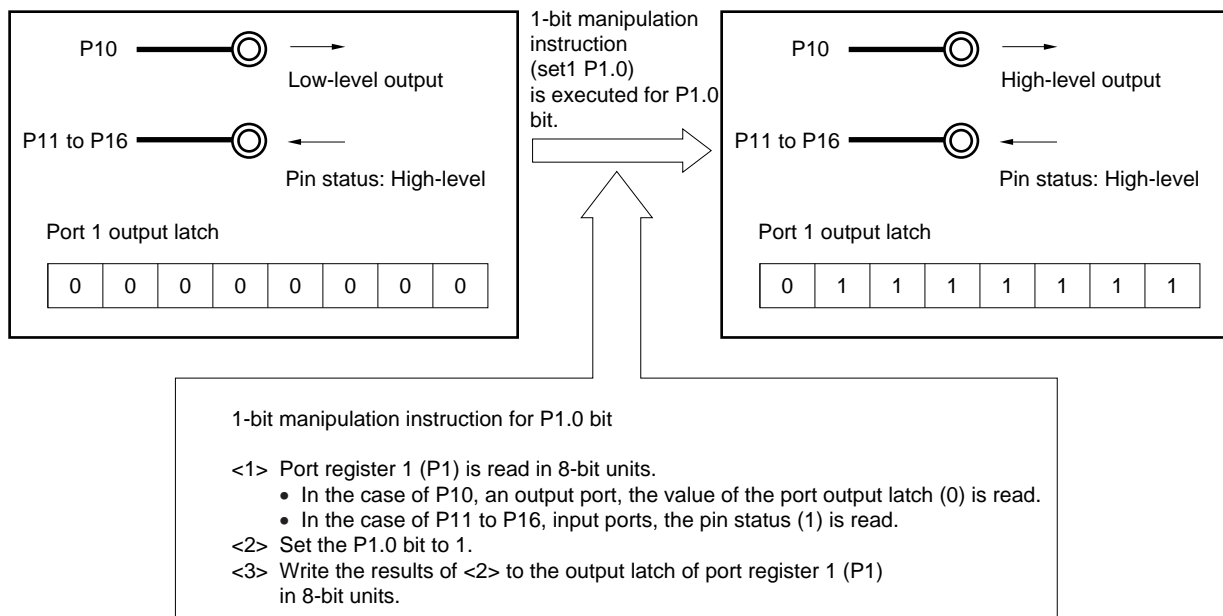 P10
Low-level output
P11 to P16
Pin status: High-level
Port 1 output latch
0 0 0 0 0 0 0 0
1-bit manipulation
instruction
(set1 P1.0)
is executed for P1.0
bit.
P10
High-level output
P11 to P16
Pin status: High-level
Port 1 output latch
0 1 1 1 1 1 1 1
1-bit manipulation instruction for P1.0 bit
<1> Port register 1 (P1) is read in 8-bit units.
• In the case of P10, an output port, the value of the port output latch (0) is read.
• In the case of P11 to P16, input ports, the pin status (1) is read.
<2> Set the P1.0 bit to 1.
<3> Write the results of <2> to the output latch of port register 1 (P1)
in 8-bit units.